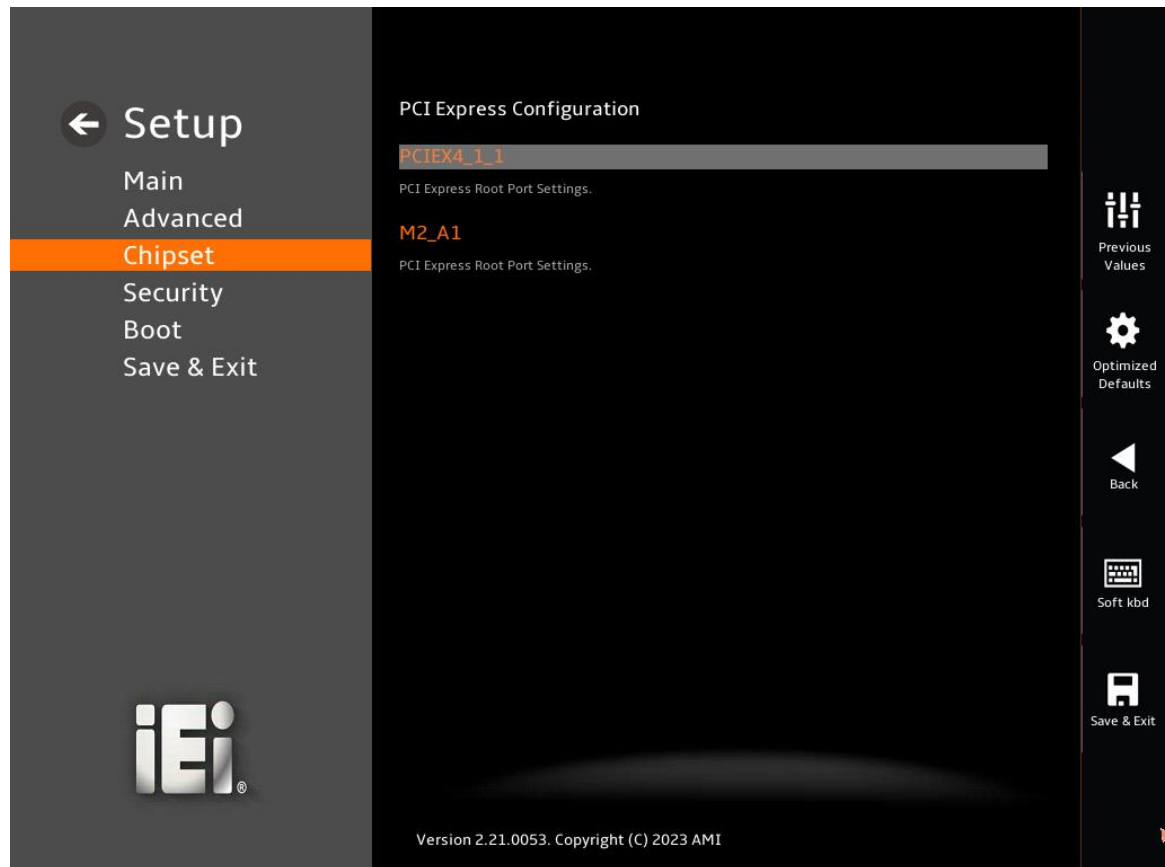 Setup
Main
Advanced
Chipset
Security
Boot
Save & Exit
iEi®
PCI Express Configuration
PCIEX4_1_1
PCI Express Root Port Settings.
M2_A1
PCI Express Root Port Settings.
Version 2.21.0053. Copyright (C) 2023 AMI
Previous
Values
Optimized
Defaults
Back
Soft kbd
Save & Exit